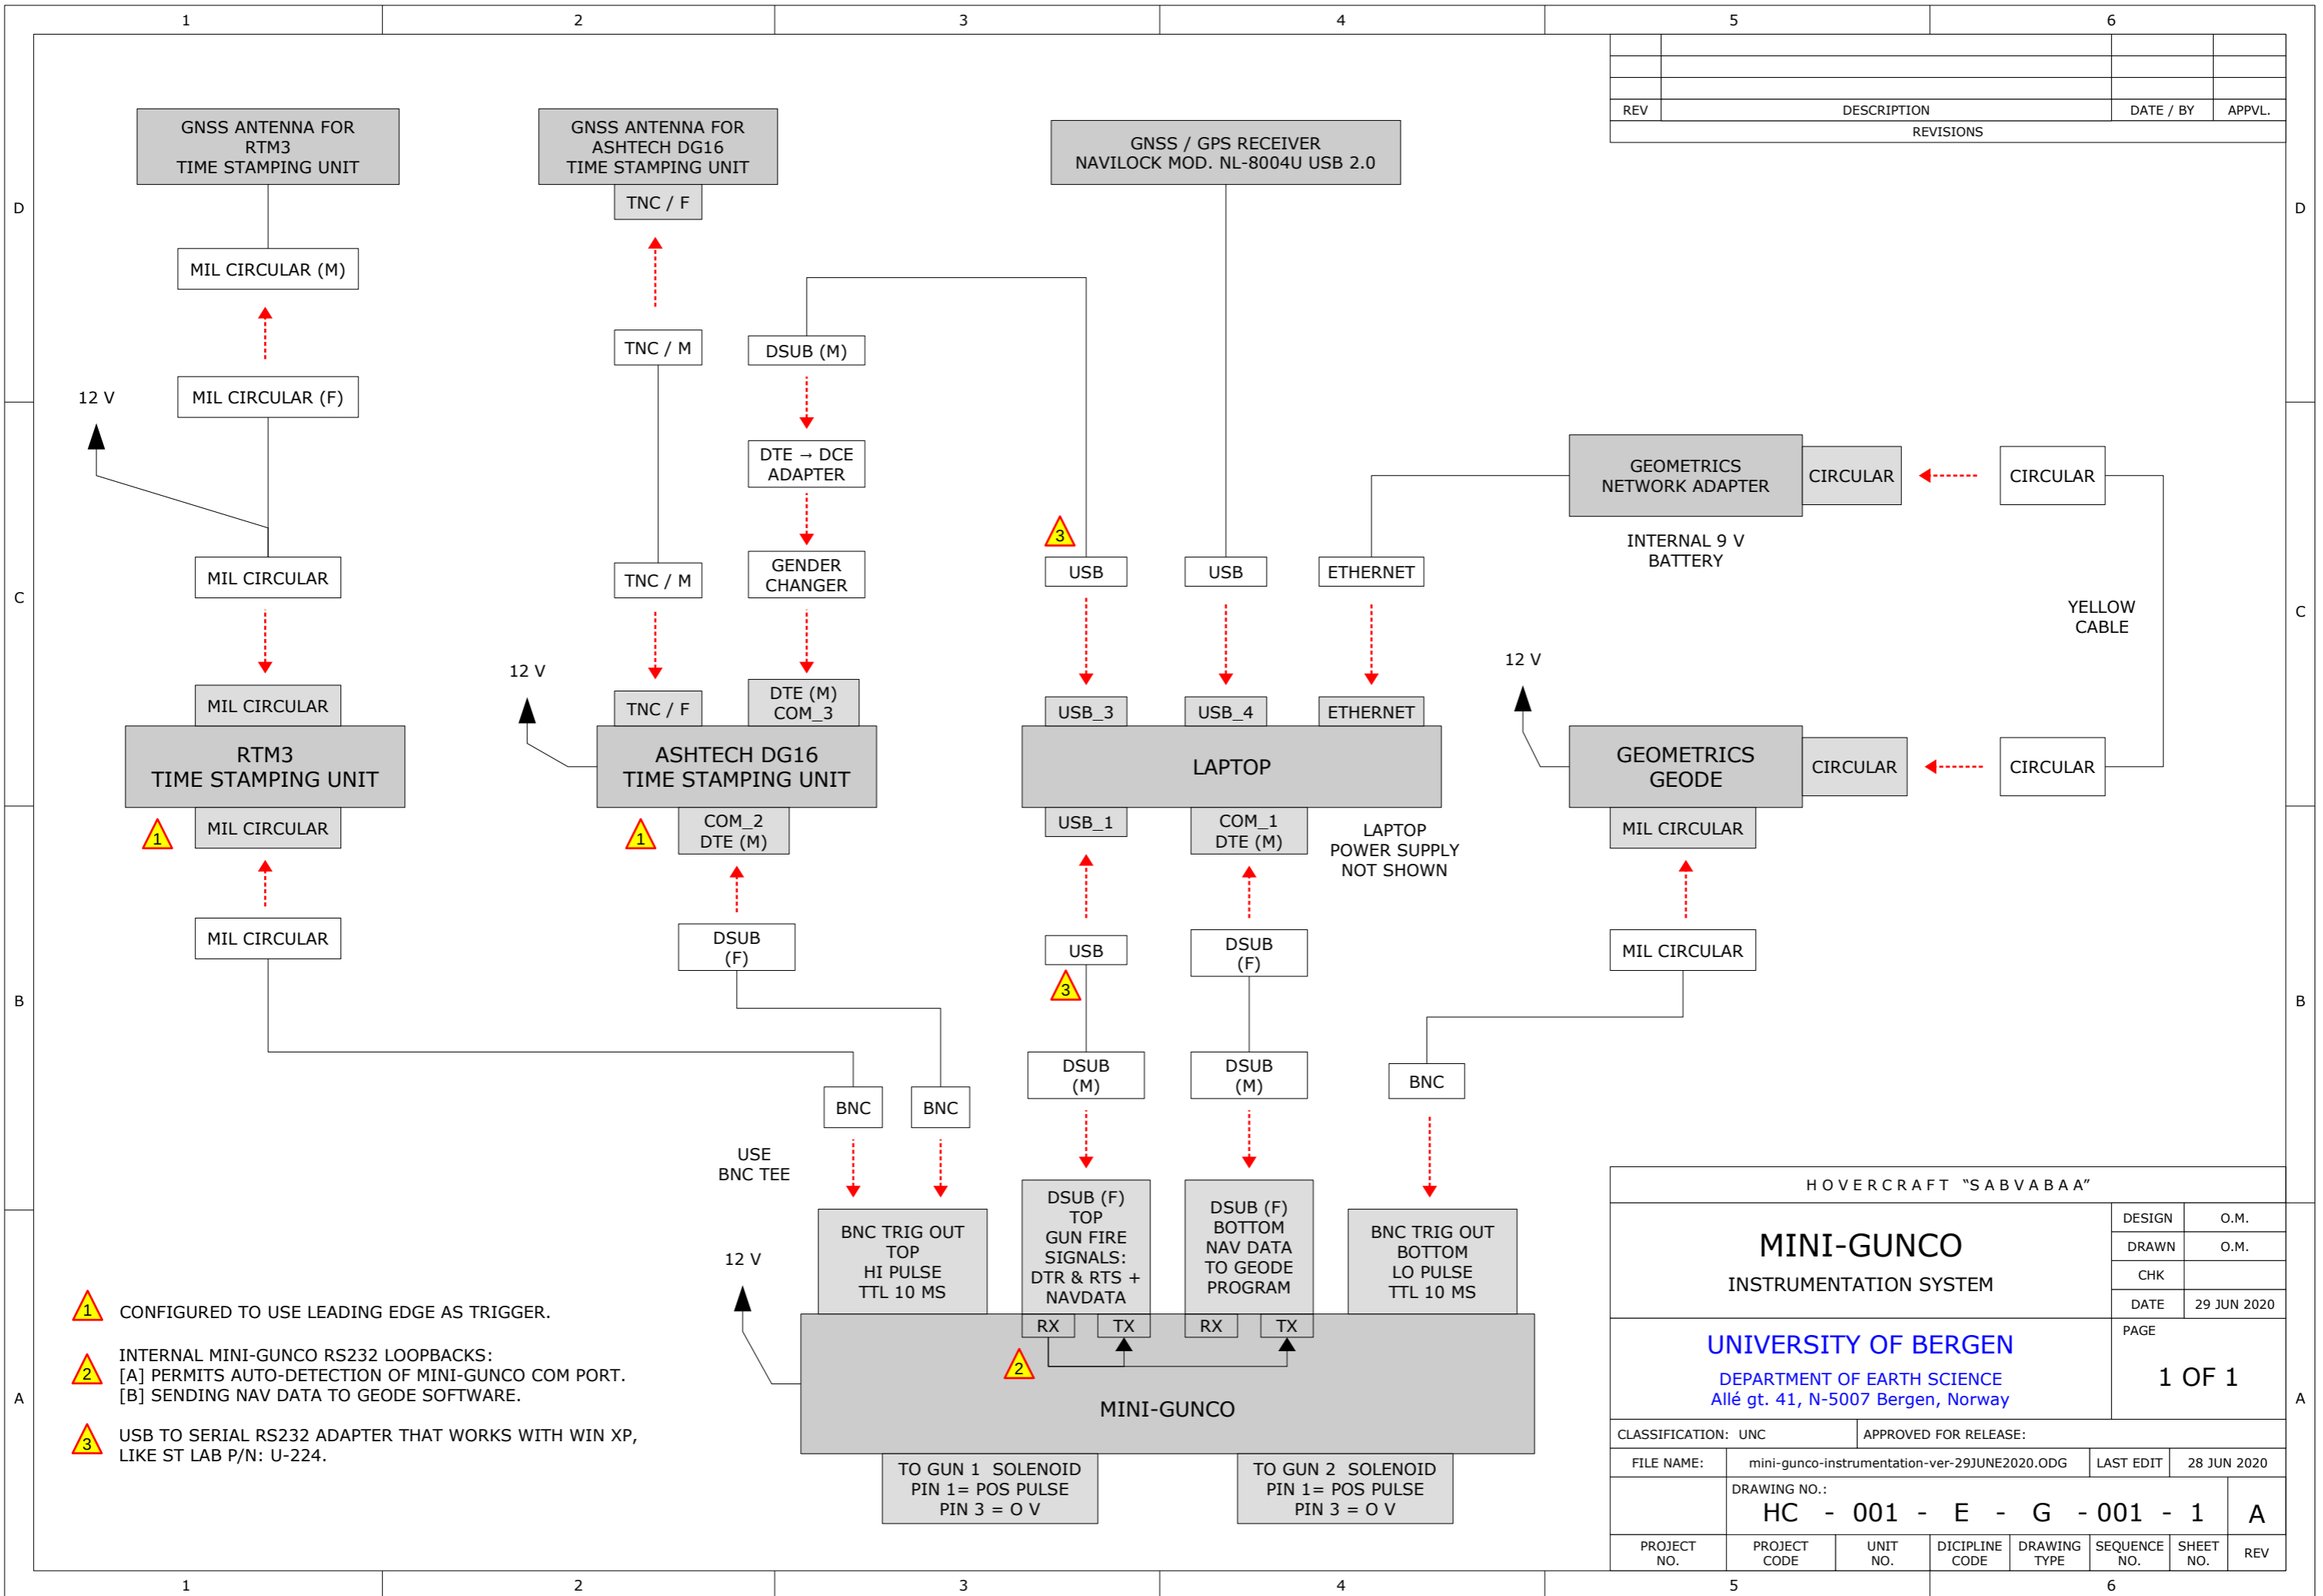 1 2 3 4 5 6
REV DESCRIPTION DATE / BY APPVL.
REVISIONS
GNSS ANTENNA FOR
RTM3
TIME STAMPING UNIT
GNSS ANTENNA FOR
ASHTECH DG16
TIME STAMPING UNIT
TNC / F
GNSS / GPS RECEIVER
NAVILOCK MOD. NL-8004U USB 2.0
D
D
MIL CIRCULAR (M)
TNC / M
DSUB (M)
MIL CIRCULAR (F)
12 V
DTE → DCE
ADAPTER
GEOMETRICS
NETWORK ADAPTER
CIRCULAR
CIRCULAR
INTERNAL 9 V
BATTERY
3
MIL CIRCULAR
TNC / M
GENDER
CHANGER
USB
USB
ETHERNET
C
C
YELLOW
CABLE
12 V
12 V
MIL CIRCULAR
TNC / F
DTE (M)
COM_3
USB_3
USB_4
ETHERNET
RTM3
TIME STAMPING UNIT
ASHTECH DG16
TIME STAMPING UNIT
LAPTOP
GEOMETRICS
GEODE
CIRCULAR
CIRCULAR
1
MIL CIRCULAR
1
COM_2
DTE (M)
USB_1
COM_1
DTE (M)
LAPTOP
POWER SUPPLY
NOT SHOWN
MIL CIRCULAR
MIL CIRCULAR
DSUB
(F)
USB
DSUB
(F)
MIL CIRCULAR
3
B
B
DSUB
(M)
DSUB
(M)
BNC
BNC
BNC
USE
BNC TEE
12 V
BNC TRIG OUT
TOP
HI PULSE
TTL 10 MS
DSUB (F)
TOP
GUN FIRE
SIGNALS:
DTR & RTS +
NAVDATA
DSUB (F)
BOTTOM
NAV DATA
TO GEODE
PROGRAM
BNC TRIG OUT
BOTTOM
LO PULSE
TTL 10 MS
RX TX RX TX
2
MINI-GUNCO
TO GUN 1 SOLENOID
PIN 1= POS PULSE
PIN 3 = O V
TO GUN 2 SOLENOID
PIN 1= POS PULSE
PIN 3 = O V
1 CONFIGURED TO USE LEADING EDGE AS TRIGGER.
INTERNAL MINI-GUNCO RS232 LOOPBACKS:
2 [A] PERMITS AUTO-DETECTION OF MINI-GUNCO COM PORT.
[B] SENDING NAV DATA TO GEODE SOFTWARE.
3 USB TO SERIAL RS232 ADAPTER THAT WORKS WITH WIN XP,
LIKE ST LAB P/N: U-224.
A
A
HOVERCRAFT "SABVABAA"
MINI-GUNCO
INSTRUMENTATION SYSTEM
DESIGN O.M.
DRAWN O.M.
CHK
DATE 29 JUN 2020
UNIVERSITY OF BERGEN
DEPARTMENT OF EARTH SCIENCE
Allé gt. 41, N-5007 Bergen, Norway
PAGE
1 OF 1
CLASSIFICATION: UNC APPROVED FOR RELEASE:
FILE NAME: mini-gunco-instrumentation-ver-29JUNE2020.ODG LAST EDIT 28 JUN 2020
DRAWING NO.:
HC - 001 - E - G - 001 - 1 A
PROJECT NO. PROJECT CODE UNIT NO. DICIPLINE CODE DRAWING TYPE SEQUENCE NO. SHEET NO. REV
1 2 3 4 5 6